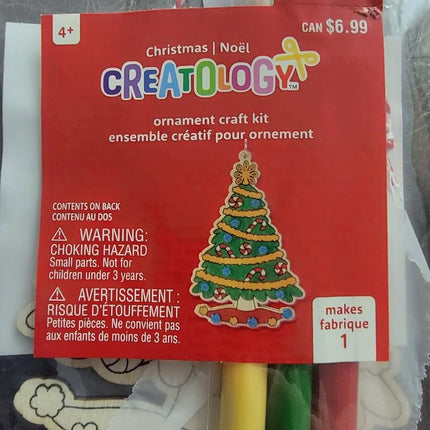 4+
CAN $6.99
Christmas | Noël
CREATOLOGY™
ornament craft kit
ensemble créatif pour ornement
CONTENTS ON BACK
CONTENU AU DOS
⚠ WARNING:
CHOKING HAZARD
Small parts. Not for
children under 3 years.
⚠ AVERTISSEMENT :
RISQUE D'ÉTOUFFEMENT
Petites pièces. Ne convient pas
aux enfants de moins de 3 ans.
makes
fabrique
1